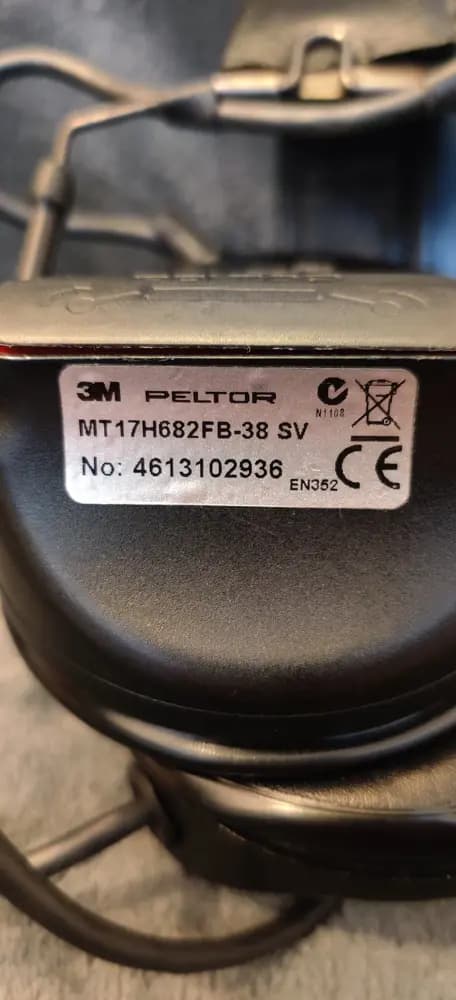 3M PELTOR
N1108
MT17H682FB-38 SV
No: 4613102936
EN352 CE